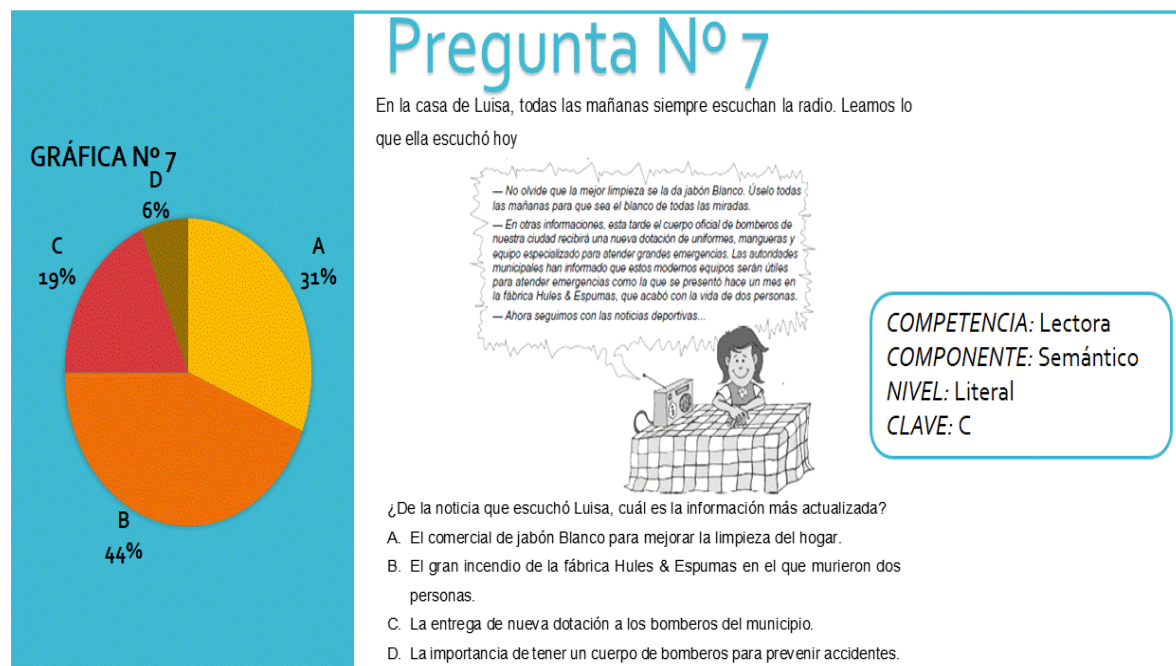 Pregunta Nº 7
En la casa de Luisa, todas las mañanas siempre escuchan la radio. Leamos lo
que ella escuchó hoy
GRÁFICA Nº 7
D
6%
C
19%
A
31%
B
44%
— No olvide que la mejor limpieza se la da jabón Blanco. Úselo todas
las mañanas para que sea el blanco de todas las miradas.
— En otras informaciones, esta tarde el cuerpo oficial de bomberos de
nuestra ciudad recibirá una nueva dotación de uniformes, mangueras y
equipo especializado para atender grandes emergencias. Las autoridades
municipales han informado que estos modernos equipos serán útiles
para atender emergencias como la que se presentó hace un mes en
la fábrica Hules & Espumas, que acabó con la vida de dos personas.
— Ahora seguimos con las noticias deportivas...
COMPETENCIA: Lectora
COMPONENTE: Semántico
NIVEL: Literal
CLAVE: C
¿De la noticia que escuchó Luisa, cuál es la información más actualizada?
A. El comercial de jabón Blanco para mejorar la limpieza del hogar.
B. El gran incendio de la fábrica Hules & Espumas en el que murieron dos
personas.
C. La entrega de nueva dotación a los bomberos del municipio.
D. La importancia de tener un cuerpo de bomberos para prevenir accidentes.